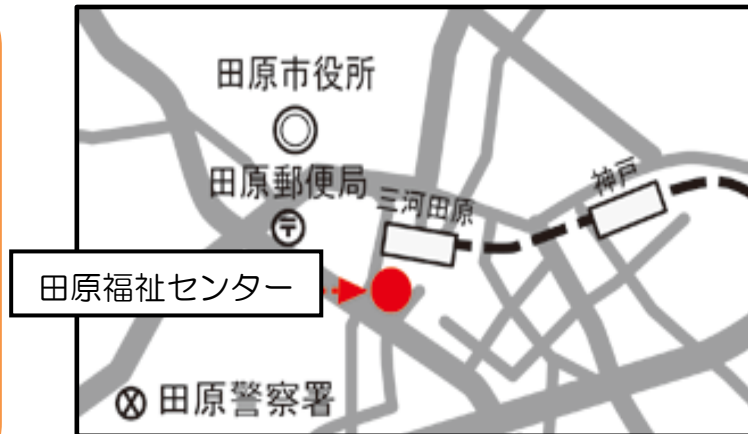 田原市役所
田原郵便局
三河田原
神戸
田原福祉センター
田原警察署